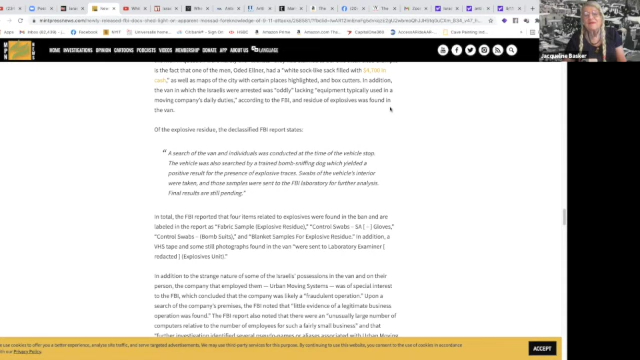 HOME INVESTIGATIONS OPINION CARTOONS PODCASTS VIDEOS MEMBERSHIP DONATE APP ABOUT US LANGUAGE
Jacqueline Basker
is the fact that one of the men, Oded Ellner, had a "white sock-like sack filled with $4,700 in
cash," as well as maps of the city with certain places highlighted, and box cutters. In addition,
the van in which the Israelis were arrested was "oddly" lacking "equipment typically used in a
moving company's daily duties," according to the FBI, and residue of explosives was found in
the van.
Of the explosive residue, the declassified FBI report states:
“ A search of the van and individuals was conducted at the time of the vehicle stop.
The vehicle was also searched by a trained bomb-sniffing dog which yielded a
positive result for the presence of explosive traces. Swabs of the vehicle's interior
were taken, and those samples were sent to the FBI laboratory for further analysis.
Final results are still pending."
In total, the FBI reported that four items related to explosives were found in the ban and are
labeled in the report as "Fabric Sample (Explosive Residue)," "Control Swabs – SA [ – ] Gloves,"
"Control Swabs – (Bomb Suits)," and "Blanket Samples For Explosive Residue." In addition, a
VHS tape and some still photographs found in the van "were sent to Laboratory Examiner [
redacted ] (Explosives Unit)."
In addition to the strange nature of some of the Israelis' possessions in the van and on their
person, the company that employed them — Urban Moving Systems — was of special interest
to the FBI, which concluded that the company was likely a "fraudulent operation." Upon a
search of the company's premises, the FBI noted that "little evidence of a legitimate business
operation was found." The FBI report also noted that there were an "unusually large number of
computers relative to the number of employees for such a fairly small business" and that
"further investigation identified several pseudo-names or aliases associated with Urban Moving
cookies to offer you a better experience, analyze site traffic, and serve targeted advertisements. We may use third-party services for this purpose. By continuing to use this website, you consent to the use of cookies in accordance
Privacy Policy.
ACCEPT